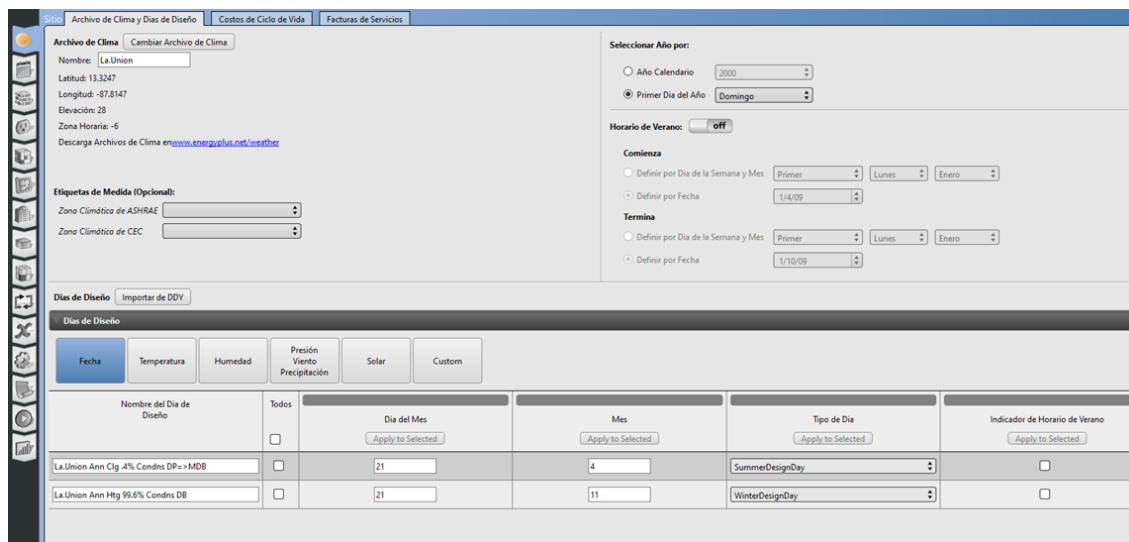 Sitio Archivo de Clima y Dias de Diseño Costos de Ciclo de Vida Facturas de Servicios
Archivo de Clima Cambiar Archivo de Clima
Nombre: La.Union
Latitud: 13.3247
Longitud: -87.8147
Elevación: 28
Zona Horaria: -6
Descarga Archivos de Clima enwww.energyplus.net/weather
Etiquetas de Medida (Opcional):
Zona Climática de ASHRAE
Zona Climática de CEC
Seleccionar Año por:
Año Calendario 2000
Primer Dia del Año Domingo
Horario de Verano: off
Comienza
Definir por Dia de la Semana y Mes Primer Lunes Enero
Definir por Fecha 1/4/09
Termina
Definir por Dia de la Semana y Mes Primer Lunes Enero
Definir por Fecha 1/10/09
Dias de Diseño Importar de DDY
Dias de Diseño
Fecha Temperatura Humedad Presión Viento Precipitación Solar Custom
Nombre del Dia de Diseño Todos Dia del Mes Mes Tipo de Dia Indicador de Horario de Verano
Apply to Selected Apply to Selected Apply to Selected Apply to Selected
La.Union Ann Clg .4% Condns DP=>MDB 21 4 SummerDesignDay
La.Union Ann Htg 99.6% Condns DB 21 11 WinterDesignDay